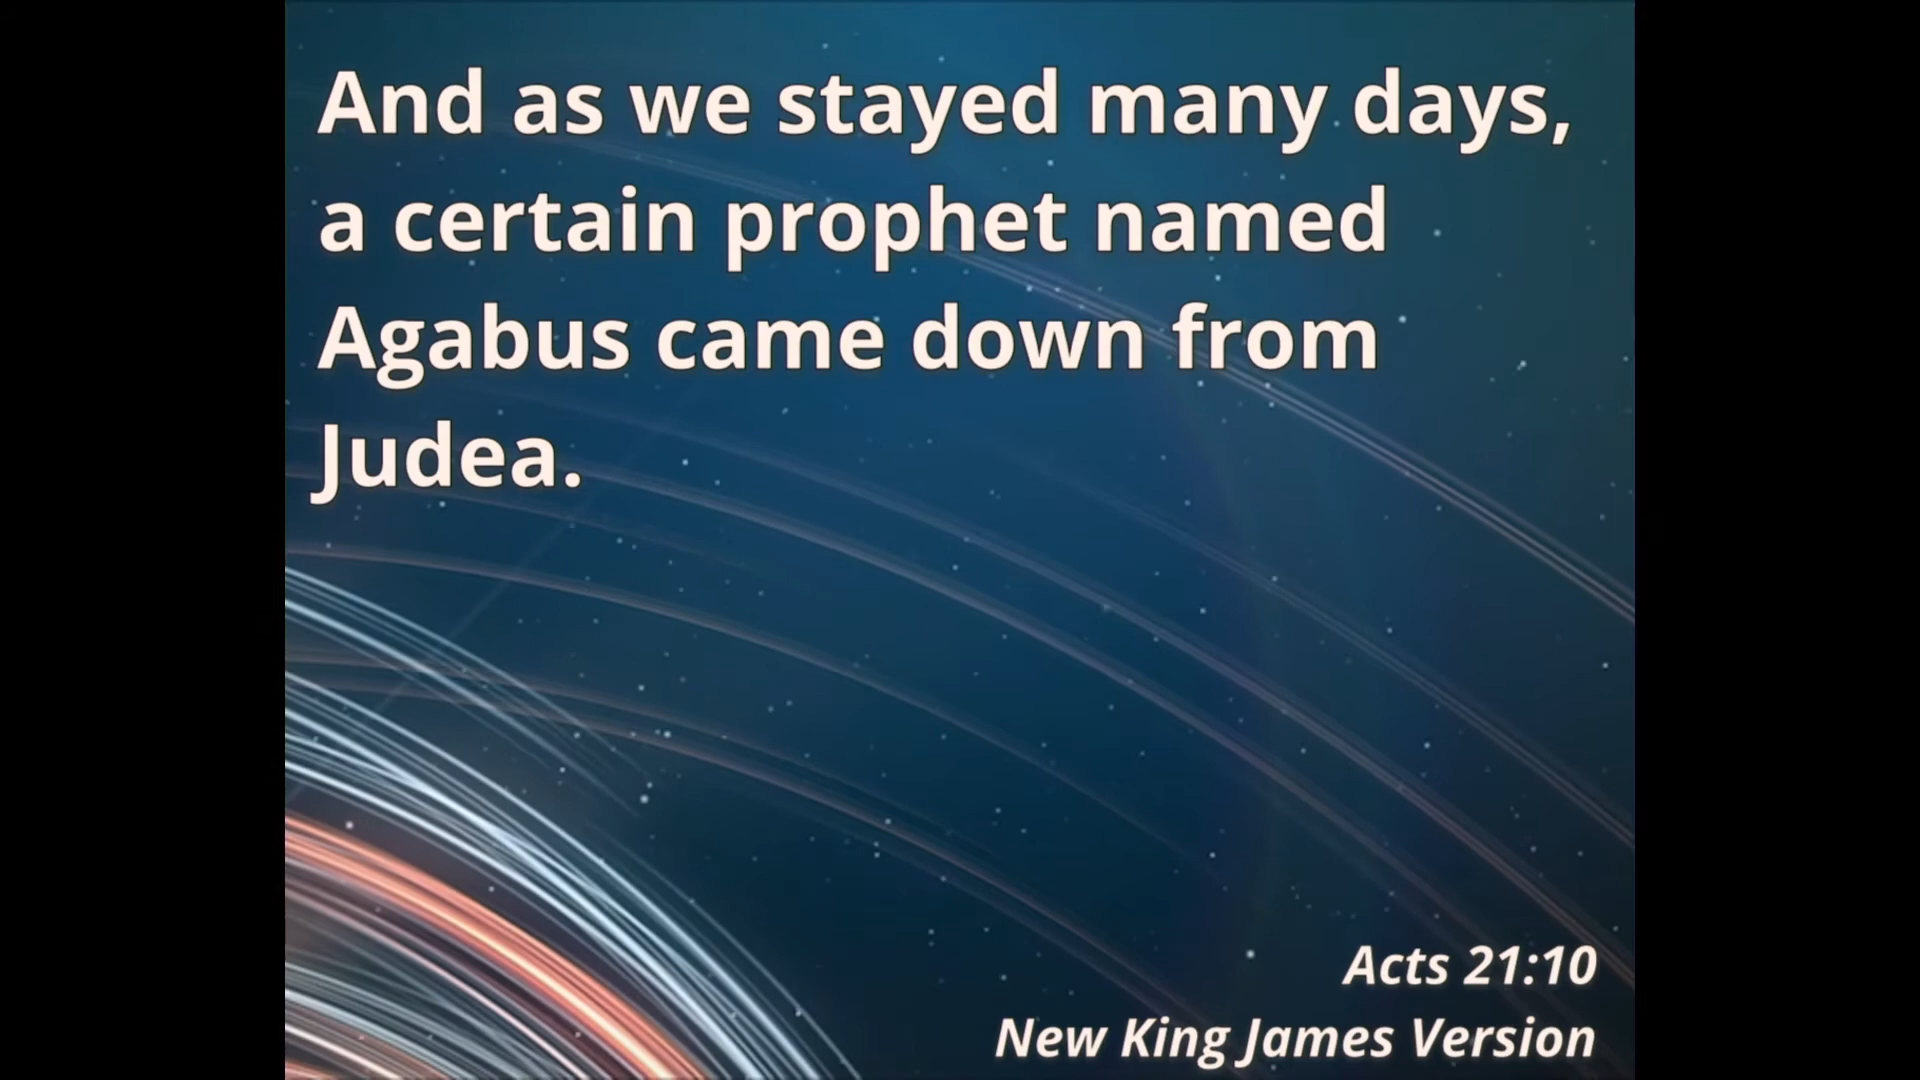 And as we stayed many days,
a certain prophet named
Agabus came down from
Judea.
Acts 21:10
New King James Version